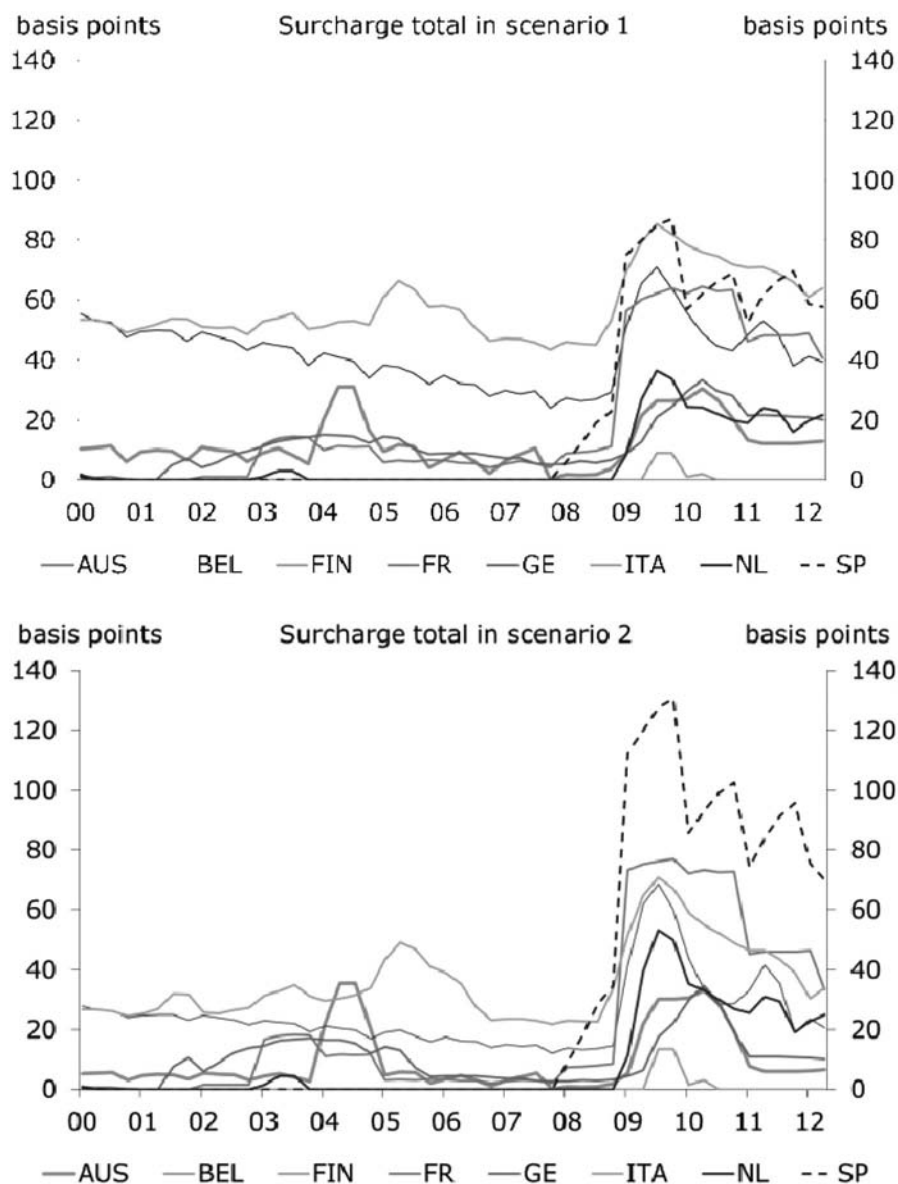 basis points Surcharge total in scenario 1 basis points
140 140
120 120
100 100
80 80
60 60
40 40
20 20
0 0
00 01 02 03 04 05 06 07 08 09 10 11 12
AUS BEL FIN FR GE ITA NL SP
basis points Surcharge total in scenario 2 basis points
140 140
120 120
100 100
80 80
60 60
40 40
20 20
0 0
00 01 02 03 04 05 06 07 08 09 10 11 12
AUS BEL FIN FR GE ITA NL SP